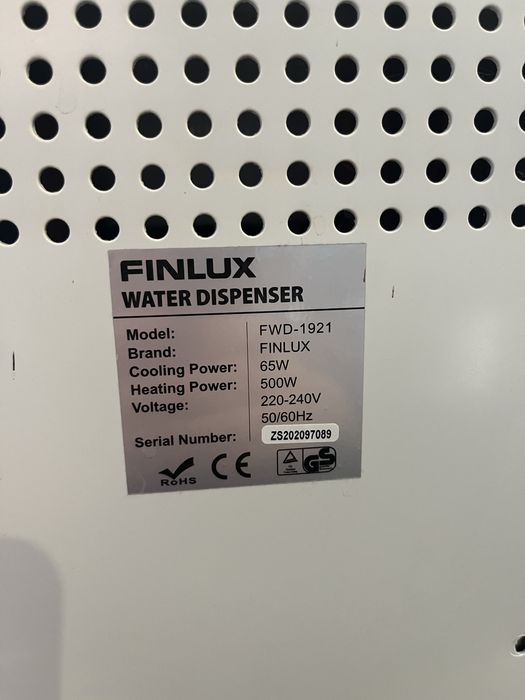 FINLUX
WATER DISPENSER
Model: FWD-1921
Brand: FINLUX
Cooling Power: 65W
Heating Power: 500W
Voltage: 220-240V
50/60Hz
Serial Number: ZS202097089
RoHS CE GS